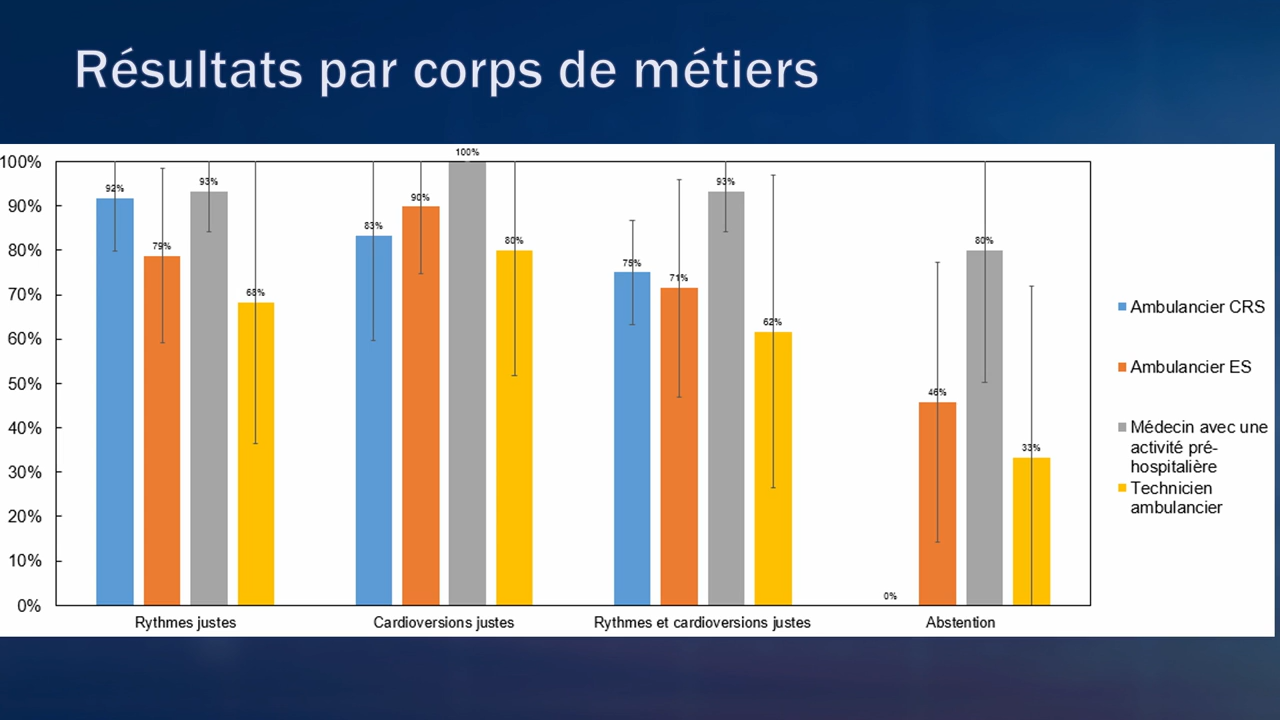 Résultats par corps de métiers
100%
90%
80%
70%
60%
50%
40%
30%
20%
10%
0%
92%
79%
93%
68%
83%
90%
100%
80%
75%
71%
93%
62%
0%
46%
80%
33%
Rythmes justes
Cardioversions justes
Rythmes et cardioversions justes
Abstention
Ambulancier CRS
Ambulancier ES
Médecin avec une
activité pré-
hospitalière
Technicien
ambulancier